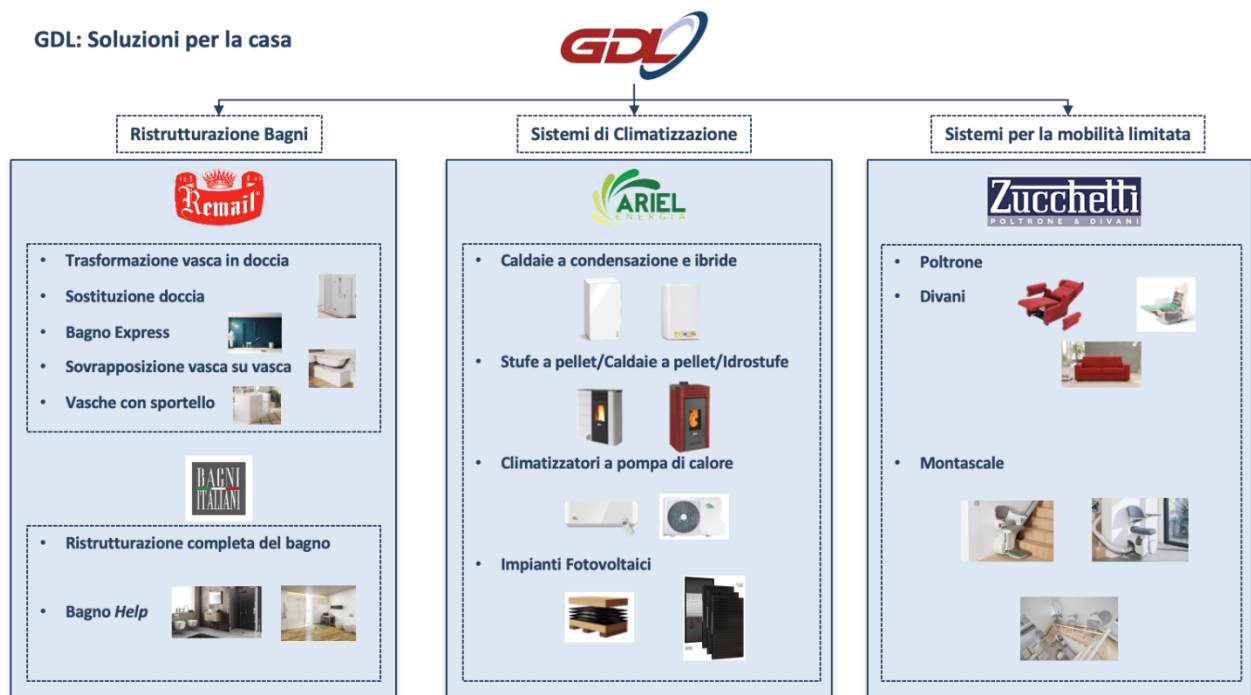 GDL: Soluzioni per la casa
GDL
Ristrutturazione Bagni
Remail
Trasformazione vasca in doccia
Sostituzione doccia
Bagno Express
Sovrapposizione vasca su vasca
Vasche con sportello
BAGNI
ITALIANI
Ristrutturazione completa del bagno
Bagno Help
Sistemi di Climatizzazione
ARIEL
ENERGIA
Caldaie a condensazione e ibride
Stufe a pellet/Caldaie a pellet/Idrostufe
Climatizzatori a pompa di calore
Impianti Fotovoltaici
Sistemi per la mobilità limitata
Zucchetti
POLTRONE & DIVANI
Poltrone
Divani
Montascale